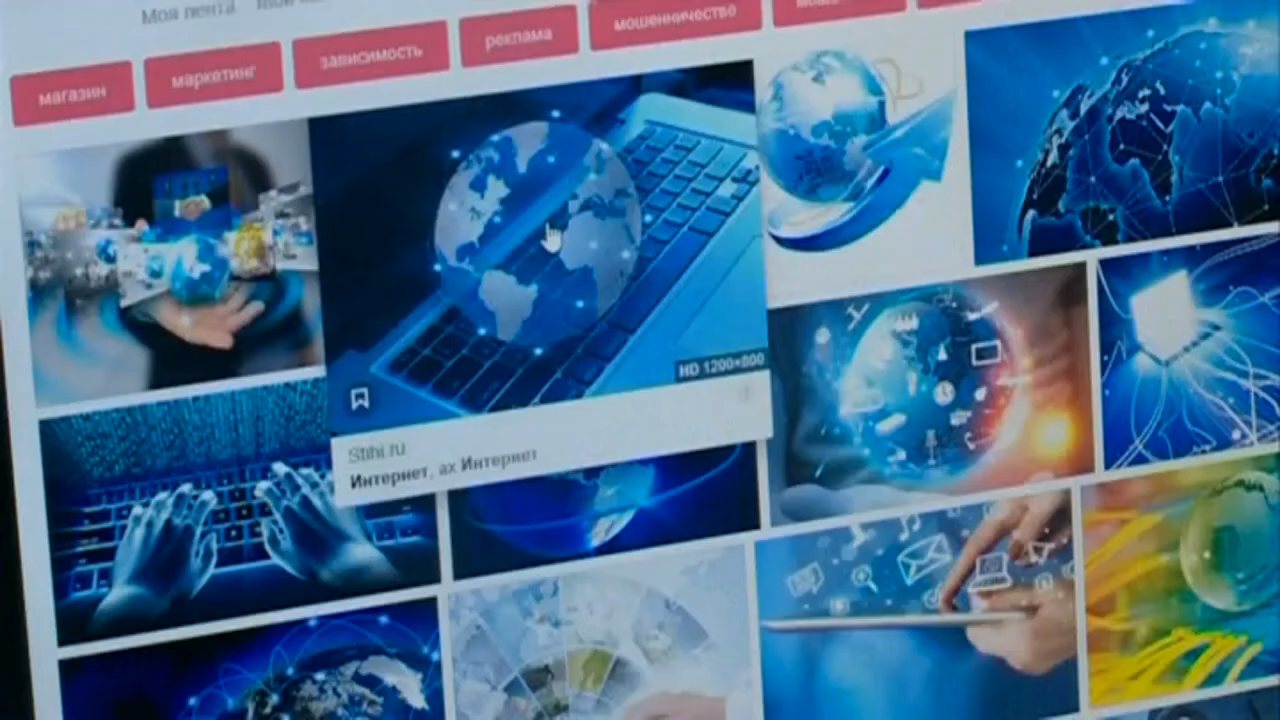 Моя лента
магазин
маркетинг
зависимость
реклама
мошенничество
HD 1200×800
Stihi.ru
Интернет, ах Интернет